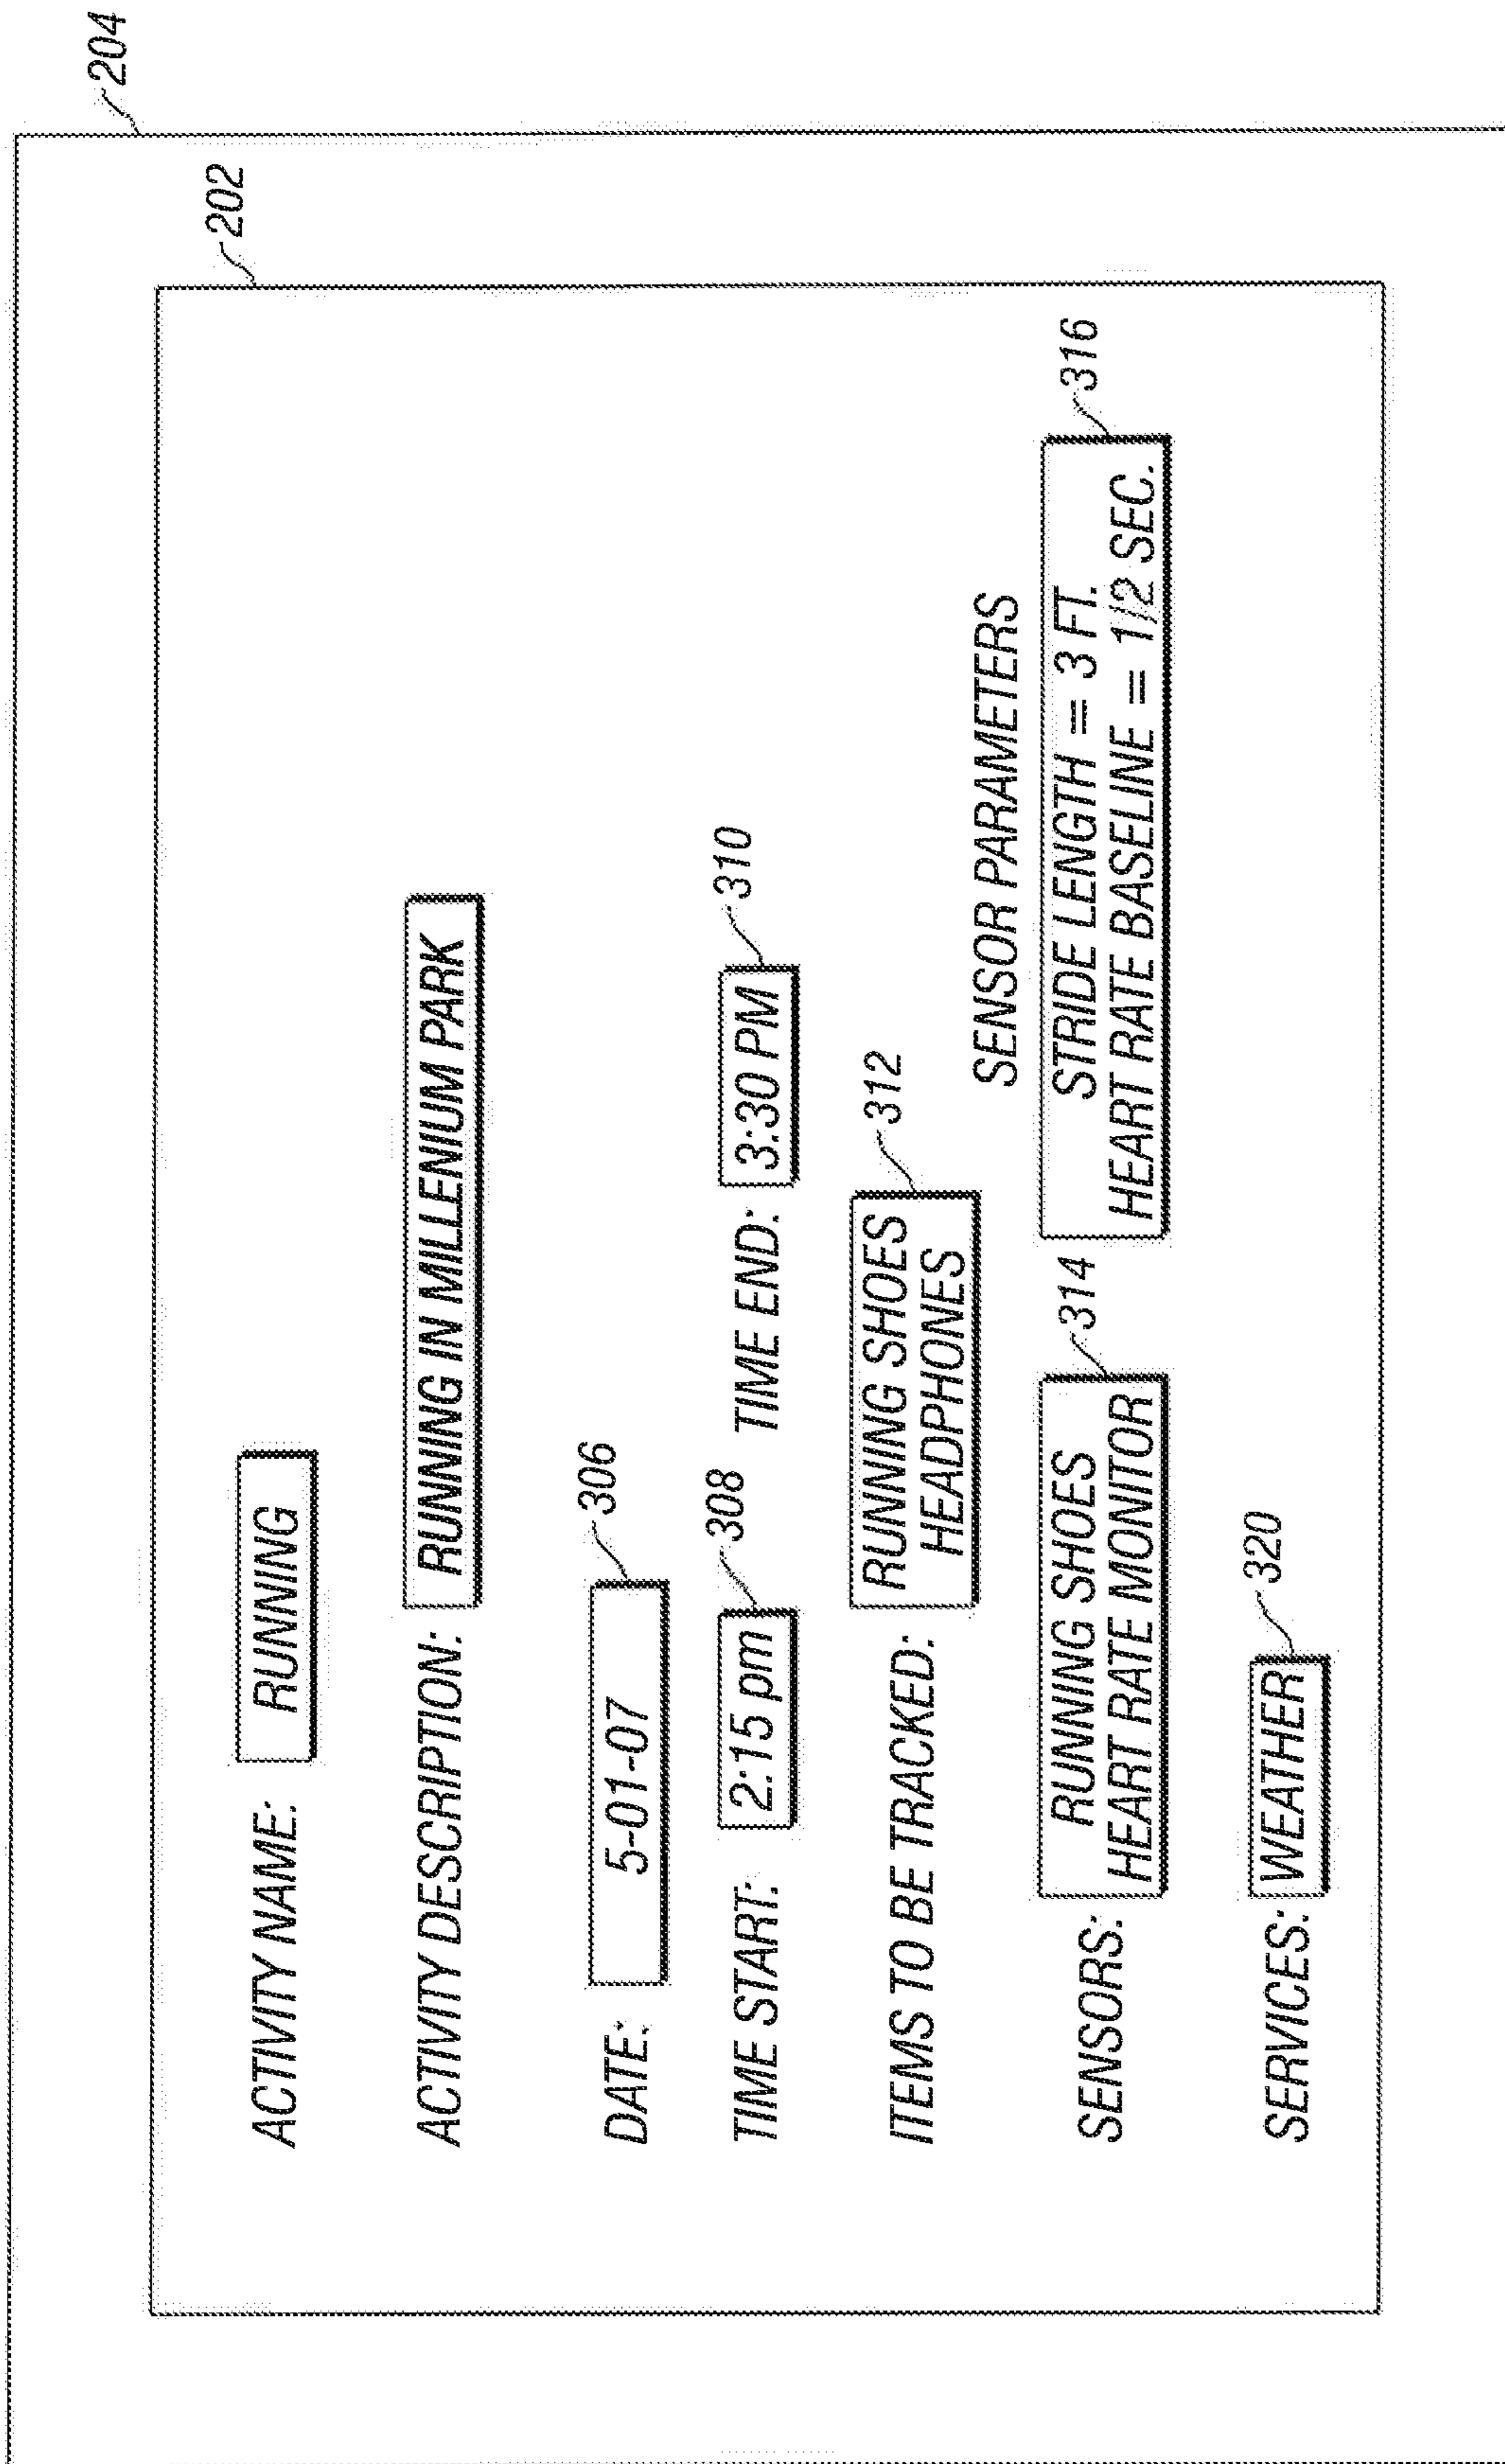 204
202
ACTIVITY NAME: RUNNING
ACTIVITY DESCRIPTION: RUNNING IN MILLENIUM PARK
DATE: 5-01-07 306
TIME START: 2:15 pm 308 TIME END: 3:30 PM 310
ITEMS TO BE TRACKED: RUNNING SHOES 312
HEADPHONES
SENSOR PARAMETERS
SENSORS: RUNNING SHOES 314 STRIDE LENGTH = 3 FT. 316
HEART RATE MONITOR HEART RATE BASELINE = 1/2 SEC.
SERVICES: WEATHER 320